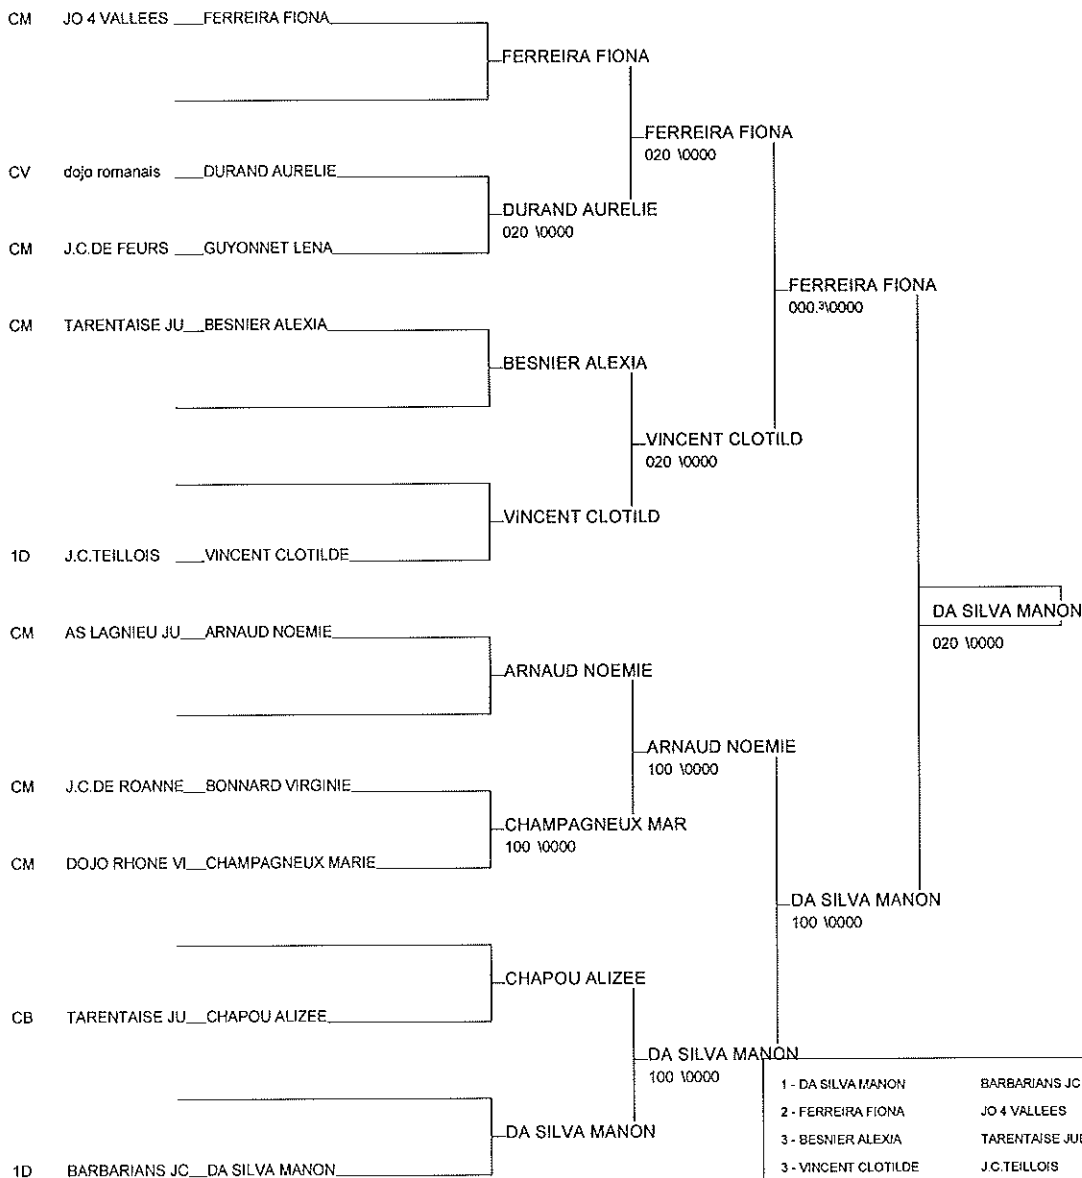 CM JO 4 VALLEES FERREIRA FIONA
FERREIRA FIONA
FERREIRA FIONA
020 \0000
CV dojo romanais DURAND AURELIE
DURAND AURELIE
020 \0000
CM J.C.DE FEURS GUYONNET LENA
FERREIRA FIONA
000.³\0000
CM TARENTAISE JU BESNIER ALEXIA
BESNIER ALEXIA
VINCENT CLOTILD
020 \0000
VINCENT CLOTILD
1D J.C.TEILLOIS VINCENT CLOTILDE
DA SILVA MANON
020 \0000
CM AS LAGNIEU JU ARNAUD NOEMIE
ARNAUD NOEMIE
ARNAUD NOEMIE
100 \0000
CM J.C.DE ROANNE BONNARD VIRGINIE
CHAMPAGNEUX MAR
100 \0000
CM DOJO RHONE VI CHAMPAGNEUX MARIE
DA SILVA MANON
100 \0000
CHAPOU ALIZEE
CB TARENTAISE JU CHAPOU ALIZEE
DA SILVA MANON
100 \0000
DA SILVA MANON
1D BARBARIANS JC DA SILVA MANON
1 - DA SILVA MANON BARBARIANS JC
2 - FERREIRA FIONA JO 4 VALLEES
3 - BESNIER ALEXIA TARENTAISE
3 - VINCENT CLOTILDE J.C.TEILLOIS